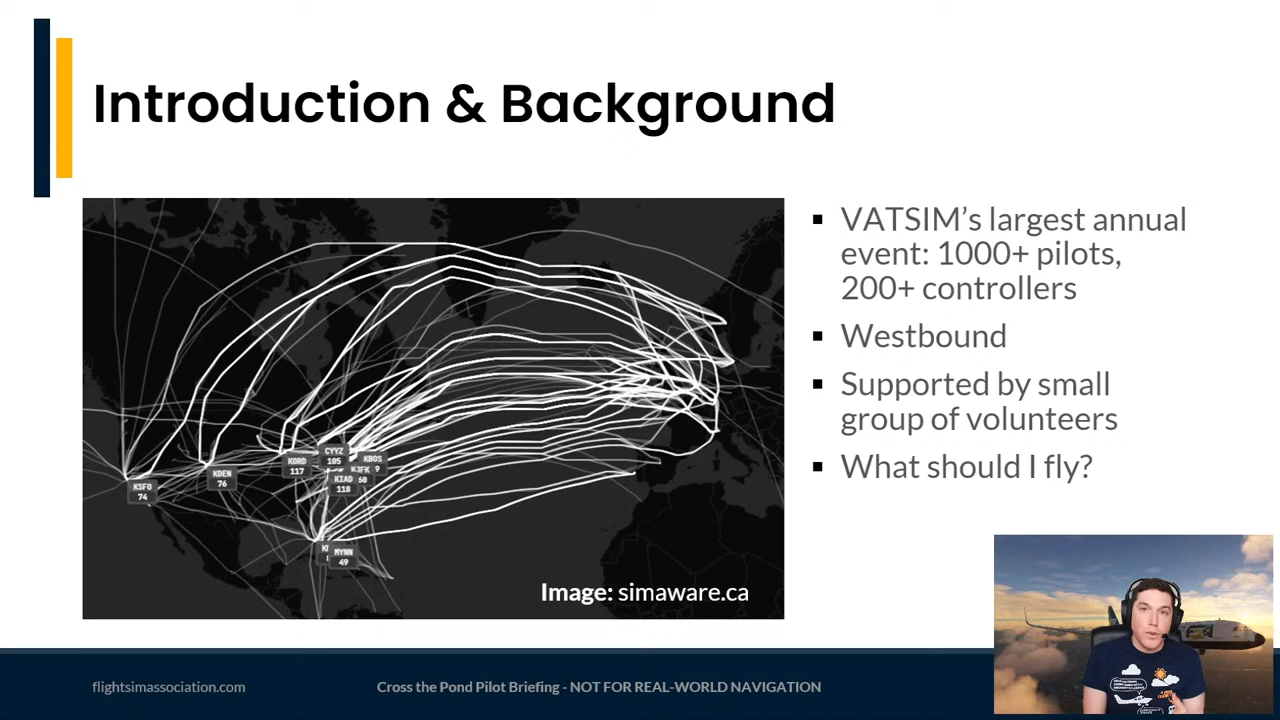 Introduction & Background
▪ VATSIM's largest annual
event: 1000+ pilots,
200+ controllers
▪ Westbound
▪ Supported by small
group of volunteers
▪ What should I fly?
CYYZ
105
KORD
117
KBOS
9
KJFK
60
KIAD
118
KDEN
76
KSFO
74
MYNN
49
Image: simaware.ca
flightsimassociation.com
Cross the Pond Pilot Briefing - NOT FOR REAL-WORLD NAVIGATION